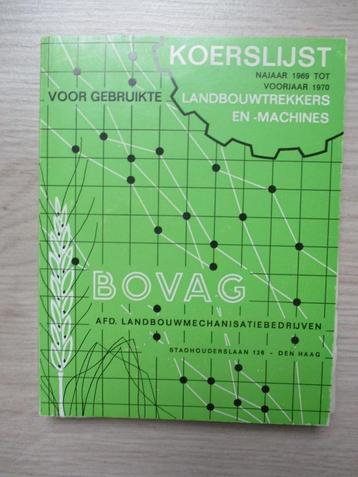 KOERSLIJST
NAJAAR 1969 TOT
VOORJAAR 1970
VOOR GEBRUIKTE LANDBOUWTREKKERS
EN -MACHINES
BOVAG
AFD. LANDBOUWMECHANISATIEBEDRIJVEN
STADHOUDERSLAAN 126 - DEN HAAG